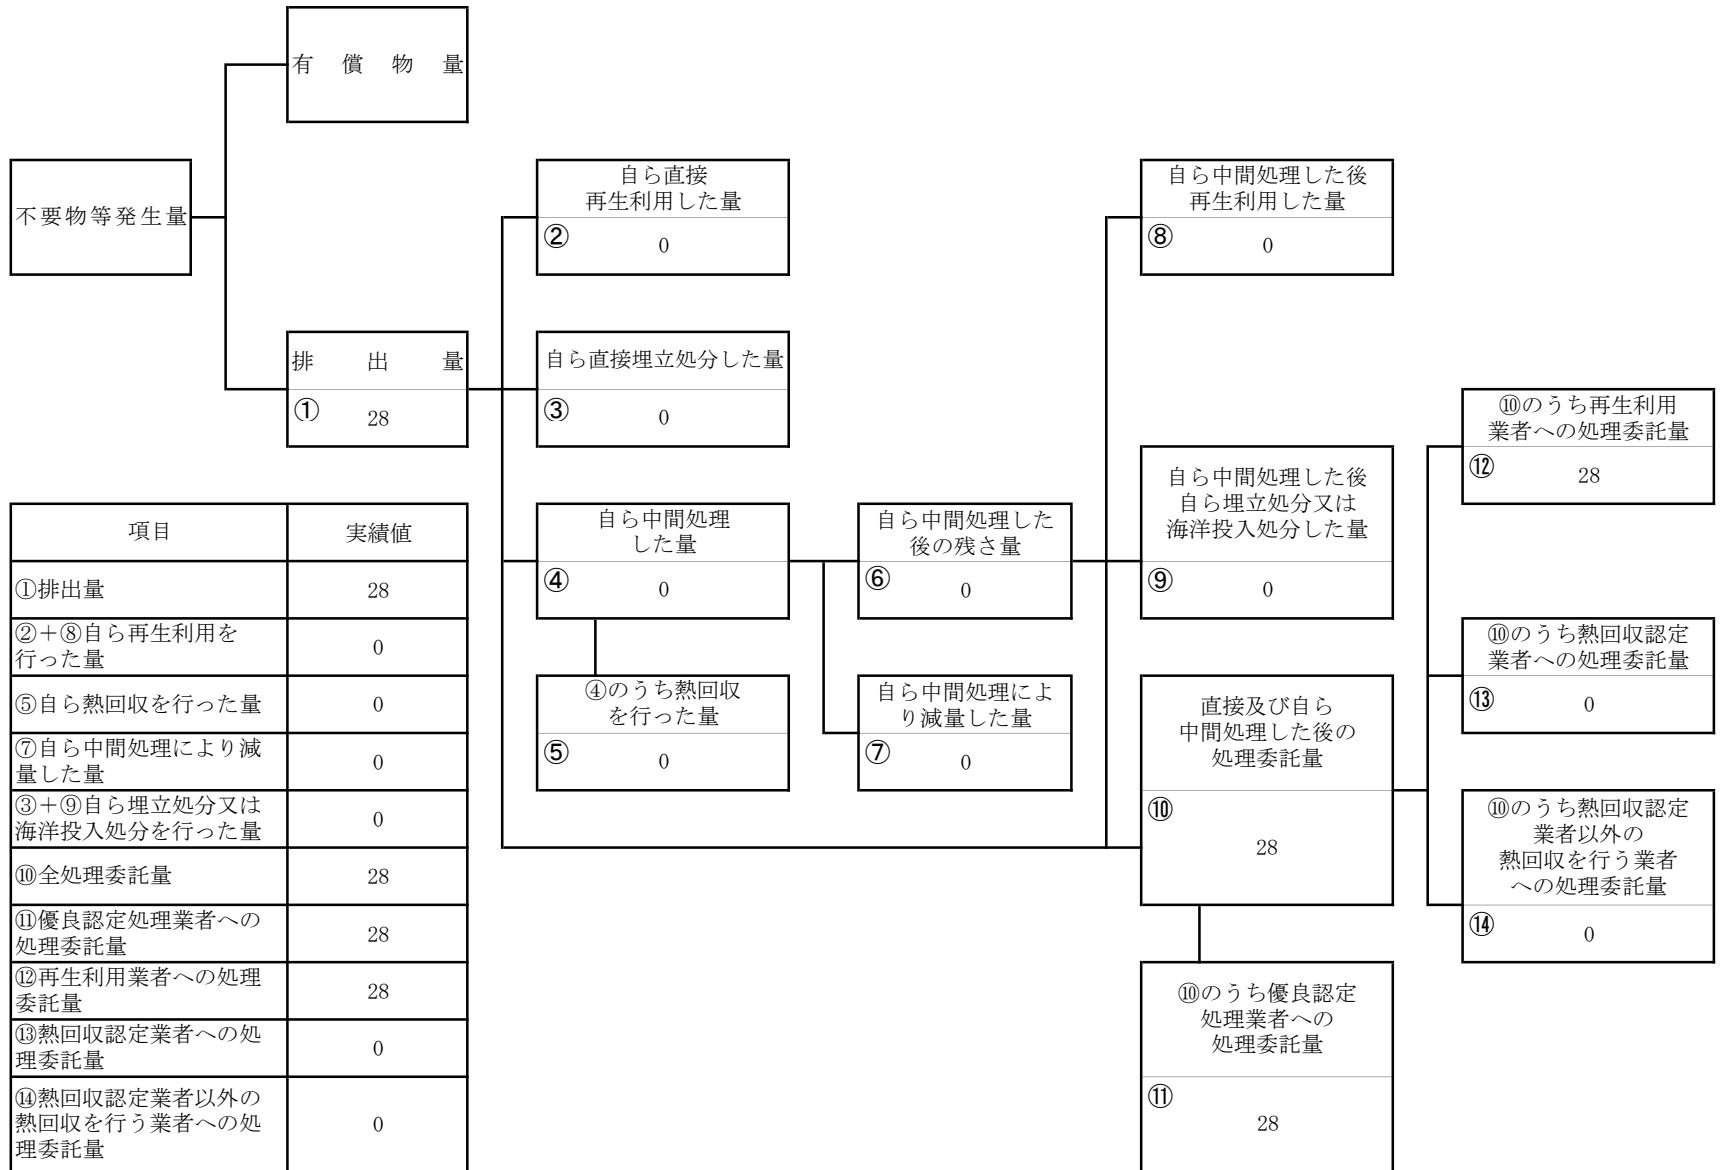 有償物量
不要物等発生量
自ら直接
再生利用した量
②
0
自ら中間処理した後
再生利用した量
⑧
0
排出量
①
28
自ら直接埋立処分した量
③
0
⑩のうち再生利用
業者への処理委託量
⑫
28
自ら中間処理した後
自ら埋立処分又は
海洋投入処分した量
⑨
0
自ら中間処理
した量
④
0
自ら中間処理した
後の残さ量
⑥
0
⑩のうち熱回収認定
業者への処理委託量
⑬
0
④のうち熱回収
を行った量
⑤
0
自ら中間処理によ
り減量した量
⑦
0
直接及び自ら
中間処理した後の
処理委託量
⑩
28
⑩のうち熱回収認定
業者以外の
熱回収を行う業者
への処理委託量
⑭
0
⑩のうち優良認定
処理業者への
処理委託量
⑪
28
項目 実績値
①排出量 28
②+⑧自ら再生利用を
行った量 0
⑤自ら熱回収を行った量 0
⑦自ら中間処理により減
量した量 0
③+⑨自ら埋立処分又は
海洋投入処分を行った量 0
⑩全処理委託量 28
⑪優良認定処理業者への
処理委託量 28
⑫再生利用業者への処理
委託量 28
⑬熱回収認定業者への処
理委託量 0
⑭熱回収認定業者以外の
熱回収を行う業者への処
理委託量 0